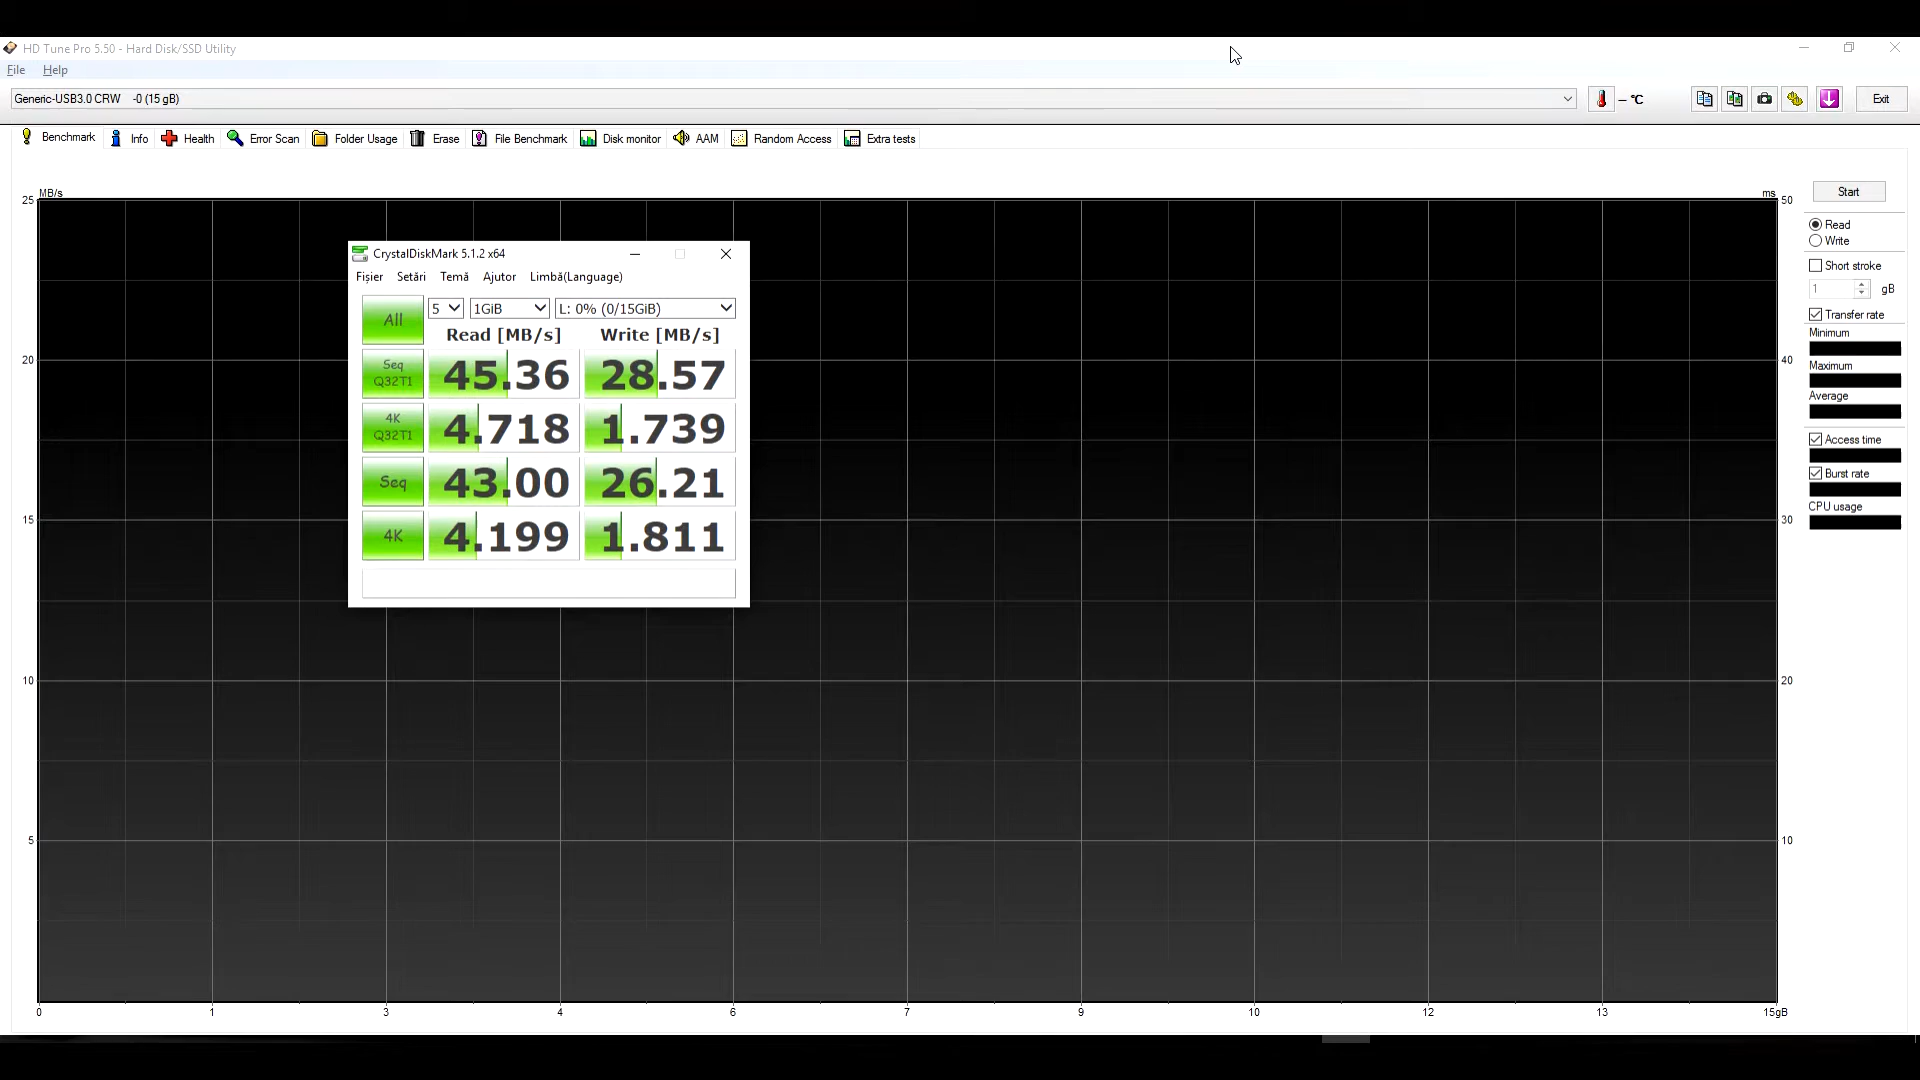 HD Tune Pro 5.50 - Hard Disk/SSD Utility
File Help
Generic-USB3.0 CRW -0 (15 gB)
– °C
Exit
Benchmark Info Health Error Scan Folder Usage Erase File Benchmark Disk monitor AAM Random Access Extra tests
MB/s
ms
25
20
15
10
5
50
40
30
20
10
0 1 3 4 6 7 9 10 12 13 15gB
CrystalDiskMark 5.1.2 x64
Fișier Setări Temă Ajutor Limbă(Language)
All 5 1GiB L: 0% (0/15GiB)
Read [MB/s] Write [MB/s]
Seq Q32T1 45.36 28.57
4K Q32T1 4.718 1.739
Seq 43.00 26.21
4K 4.199 1.811
Start
Read
Write
Short stroke
1 gB
Transfer rate
Minimum
Maximum
Average
Access time
Burst rate
CPU usage